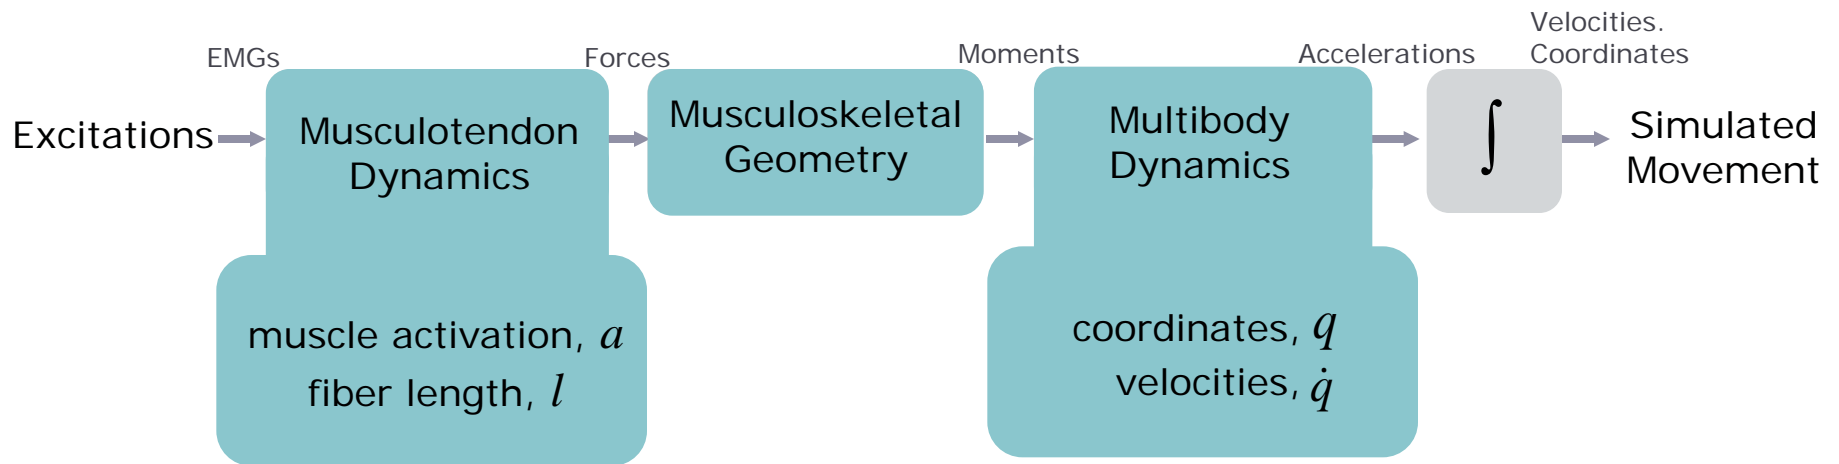 Velocities.
Coordinates
EMGs
Forces
Moments
Accelerations
Excitations
Musculotendon
Dynamics
Musculoskeletal
Geometry
Multibody
Dynamics
∫
Simulated
Movement
muscle activation, a
fiber length, l
coordinates, q
velocities, q̇